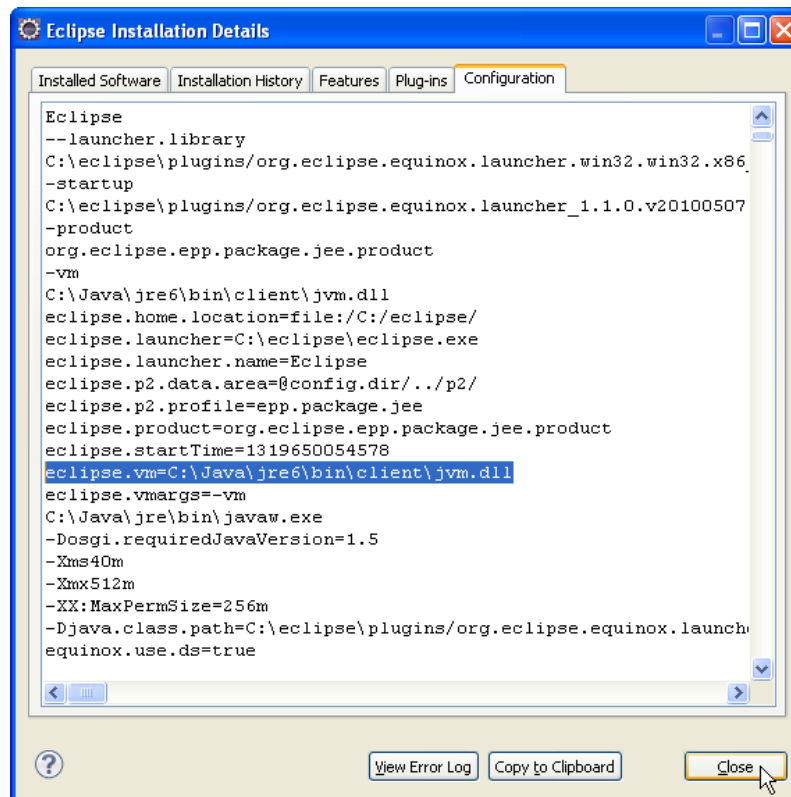 Eclipse Installation Details
Installed Software Installation History Features Plug-ins Configuration
Eclipse
--launcher.library
C:\eclipse\plugins/org.eclipse.equinox.launcher.win32.win32.x86_
-startup
C:\eclipse\plugins/org.eclipse.equinox.launcher_1.1.0.v20100507
-product
org.eclipse.epp.package.jee.product
-vm
C:\Java\jre6\bin\client\jvm.dll
eclipse.home.location=file:/C:/eclipse/
eclipse.launcher=C:\eclipse\eclipse.exe
eclipse.launcher.name=Eclipse
eclipse.p2.data.area=@config.dir/../p2/
eclipse.p2.profile=epp.package.jee
eclipse.product=org.eclipse.epp.package.jee.product
eclipse.startTime=1319650054578
eclipse.vm=C:\Java\jre6\bin\client\jvm.dll
eclipse.vmargs=-vm
C:\Java\jre\bin\javaw.exe
-Dosgi.requiredJavaVersion=1.5
-Xms40m
-Xmx512m
-XX:MaxPermSize=256m
-Djava.class.path=C:\eclipse\plugins/org.eclipse.equinox.launch
equinox.use.ds=true
? View Error Log Copy to Clipboard Close